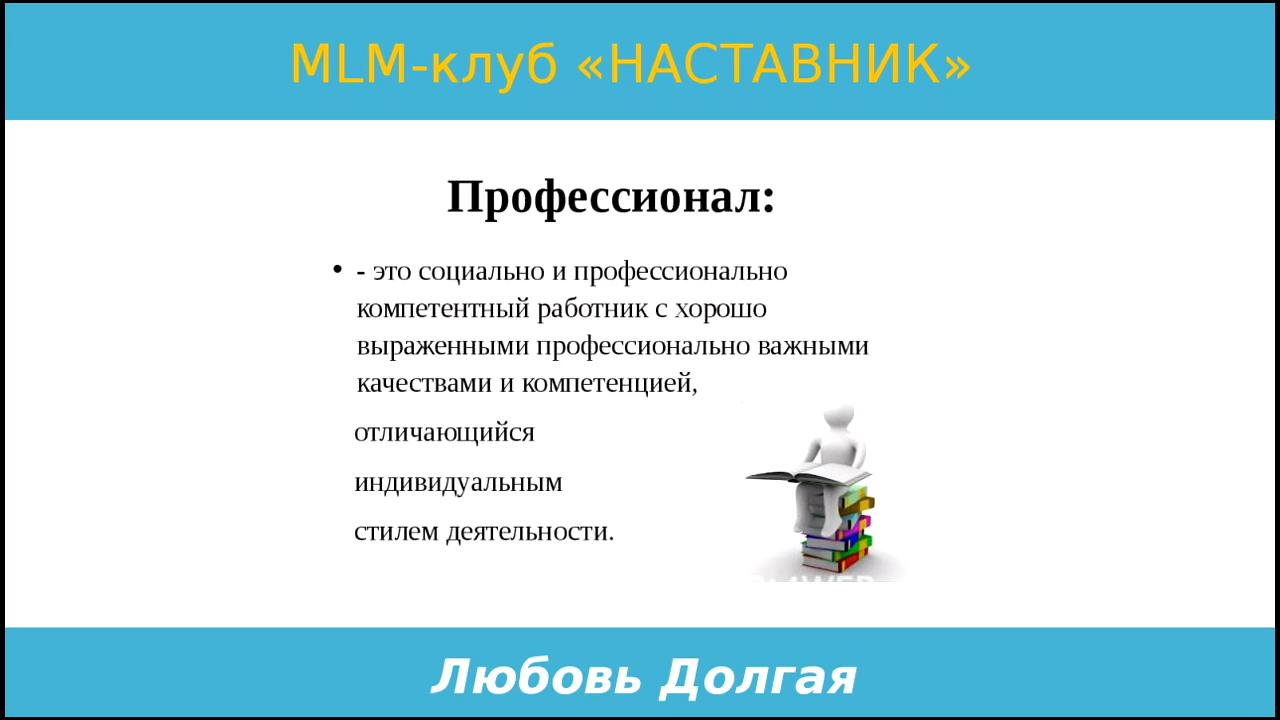 MLM-клуб «НАСТАВНИК»
Профессионал:
• - это социально и профессионально
компетентный работник с хорошо
выраженными профессионально важными
качествами и компетенцией,
отличающийся
индивидуальным
стилем деятельности.
Любовь Долгая